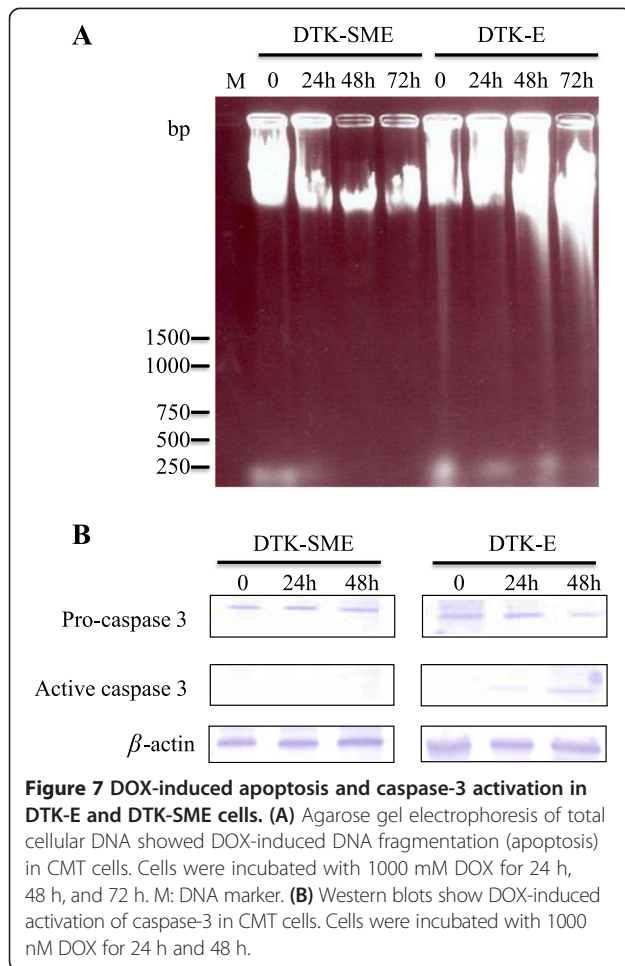 A
DTK-SME DTK-E
M 0 24h 48h 72h 0 24h 48h 72h
bp
1500
1000
750
500
250
B
DTK-SME DTK-E
0 24h 48h 0 24h 48h
Pro-caspase 3
Active caspase 3
β-actin
Figure 7 DOX-induced apoptosis and caspase-3 activation in
DTK-E and DTK-SME cells. (A) Agarose gel electrophoresis of total
cellular DNA showed DOX-induced DNA fragmentation (apoptosis)
in CMT cells. Cells were incubated with 1000 mM DOX for 24 h,
48 h, and 72 h. M: DNA marker. (B) Western blots show DOX-induced
activation of caspase-3 in CMT cells. Cells were incubated with 1000
nM DOX for 24 h and 48 h.